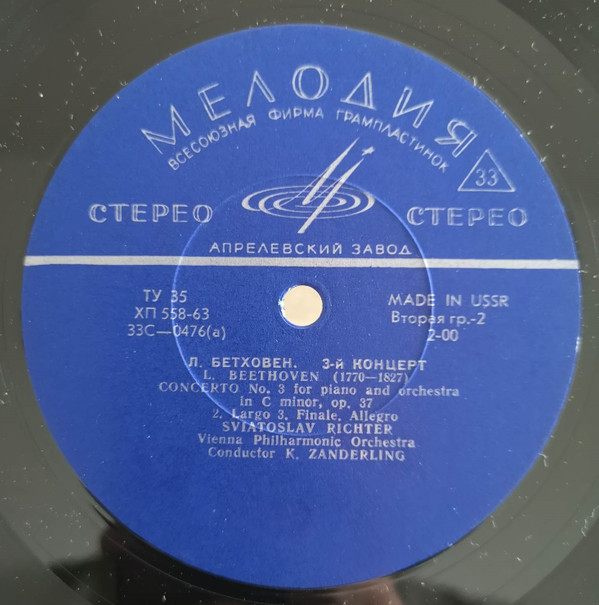 МЕЛОДИЯ
ВСЕСОЮЗНАЯ ФИРМА ГРАМПЛАСТИНОК
33
СТЕРЕО СТЕРЕО
АПРЕЛЕВСКИЙ ЗАВОД
ТУ 35 MADE IN USSR
ХП 558-63 Вторая гр.-2
33С—0476(а) 2-00
Л. БЕТХОВЕН. 3-й КОНЦЕРТ
L. BEETHOVEN (1770—1827)
CONCERTO No. 3 for piano and orchestra
in C minor, op. 37
2. Largo 3. Finale. Allegro
SVIATOSLAV RICHTER
Vienna Philharmonic Orchestra
Conductor K. ZANDERLING